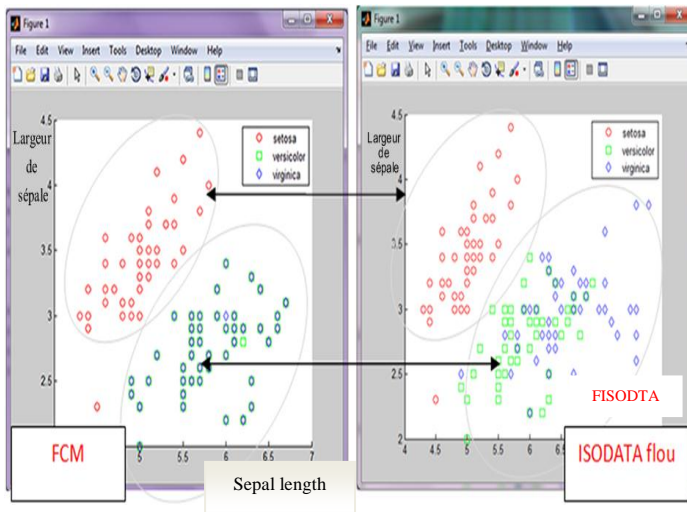 Figure 1
File Edit View Insert Tools Desktop Window Help
4.5
4
3.5
3
2.5
Largeur
de
sépale
setosa
versicolor
virginica
5
5.5
6
6.5
7
FCM
Sepal length
Figure 1
File Edit View Insert Tools Desktop Window Help
4.5
4
3.5
3
2.5
2
Largeur
de
sépale
setosa
versicolor
virginica
4
4.5
5
5.5
6
6.5
FISODTA
ISODATA flou